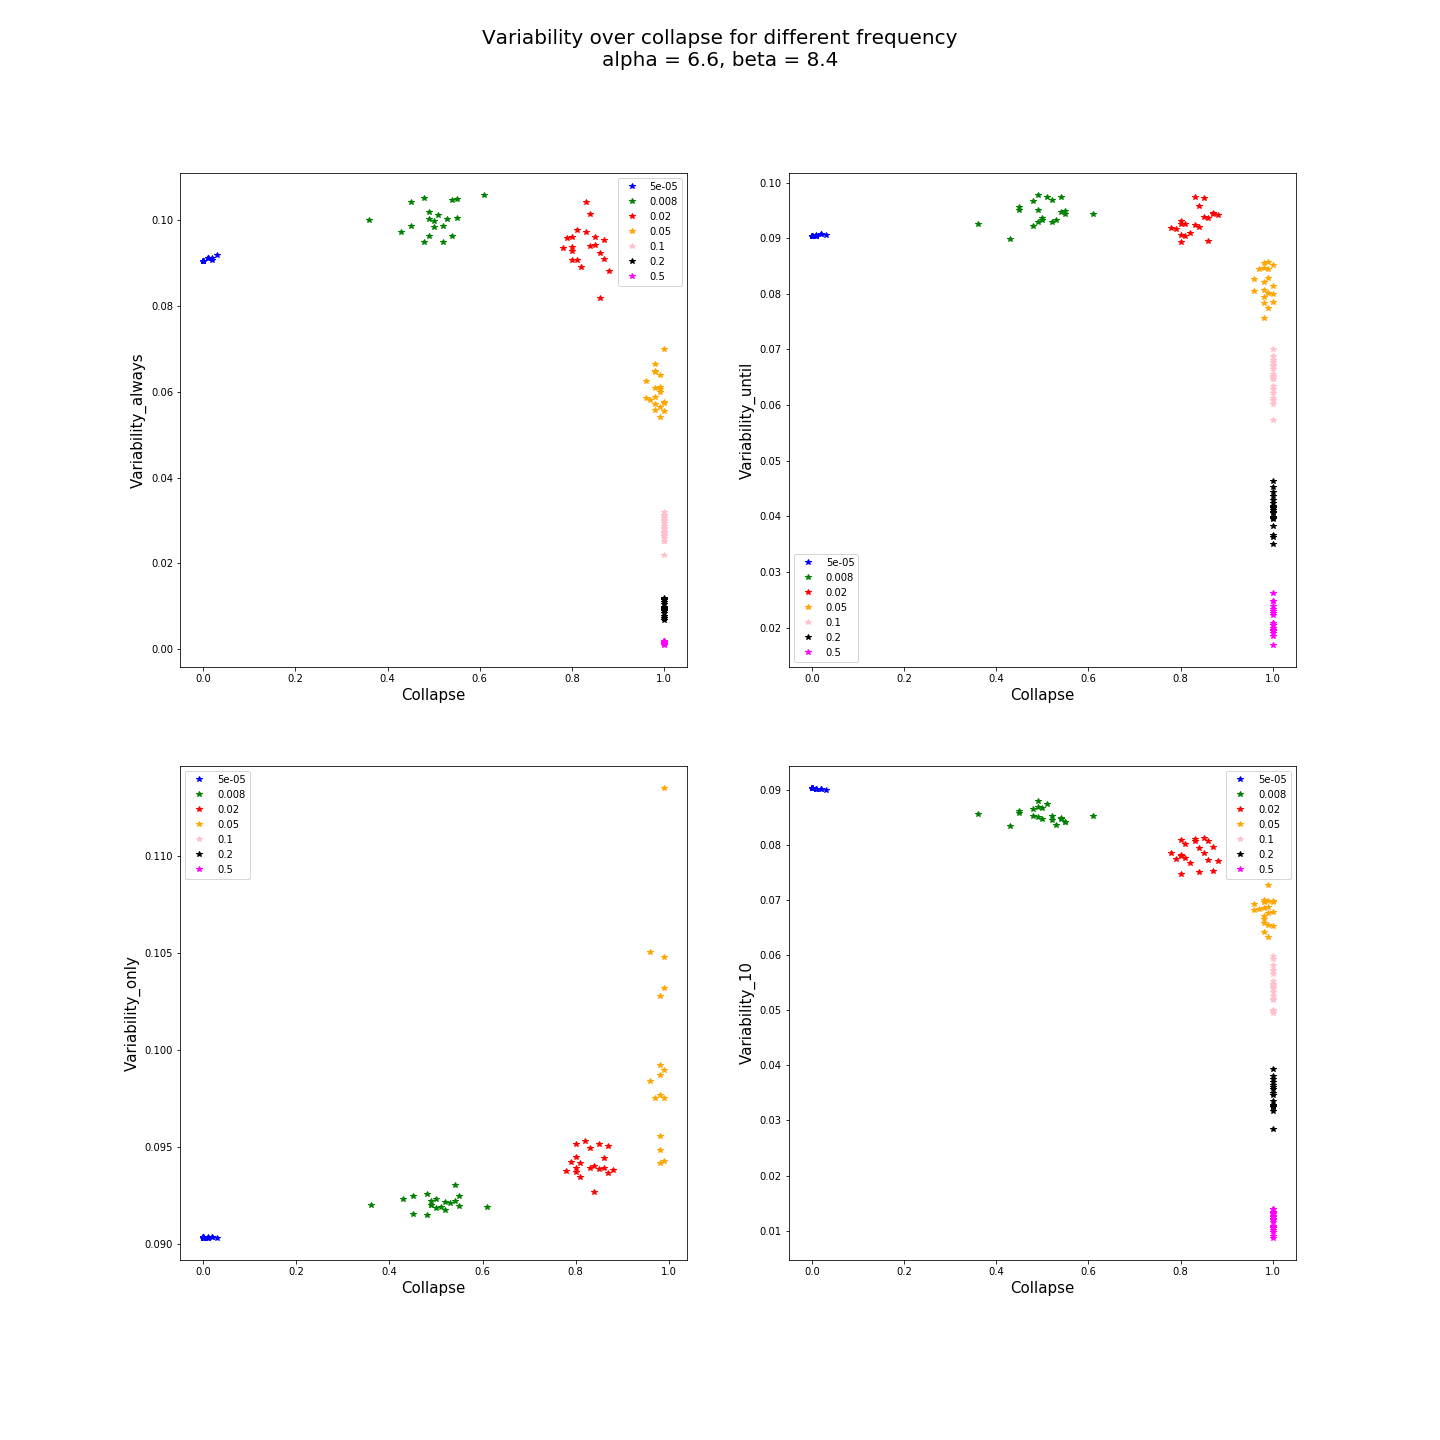 Variability over collapse for different frequency
alpha = 6.6, beta = 8.4
Variability_always
0.10
0.08
0.06
0.04
0.02
0.00
0.0 0.2 0.4 0.6 0.8 1.0
Collapse
5e-05
0.008
0.02
0.05
0.1
0.2
0.5
Variability_until
0.10
0.09
0.08
0.07
0.06
0.05
0.04
0.03
0.02
5e-05
0.008
0.02
0.05
0.1
0.2
0.5
0.0 0.2 0.4 0.6 0.8 1.0
Collapse
Variability_only
5e-05
0.008
0.02
0.05
0.1
0.2
0.5
0.110
0.105
0.100
0.095
0.090
0.0 0.2 0.4 0.6 0.8 1.0
Collapse
Variability_10
0.09
0.08
0.07
0.06
0.05
0.04
0.03
0.02
0.01
5e-05
0.008
0.02
0.05
0.1
0.2
0.5
0.0 0.2 0.4 0.6 0.8 1.0
Collapse